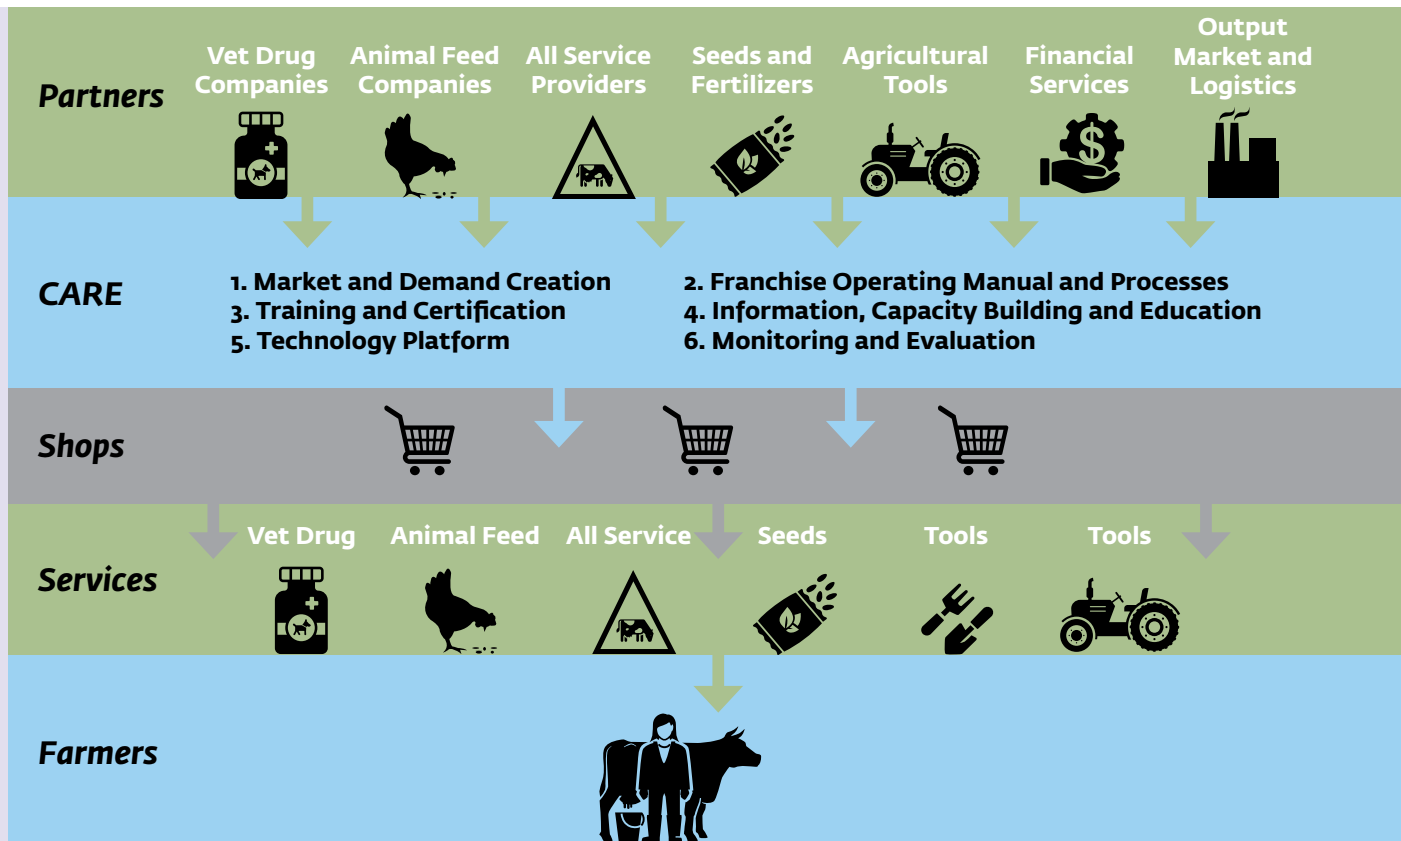 Partners
Vet Drug
Companies
Animal Feed
Companies
All Service
Providers
Seeds and
Fertilizers
Agricultural
Tools
Financial
Services
Output
Market and
Logistics
$
CARE
1. Market and Demand Creation
2. Franchise Operating Manual and Processes
3. Training and Certification
4. Information, Capacity Building and Education
5. Technology Platform
6. Monitoring and Evaluation
Shops
Services
Vet Drug
Animal Feed
All Service
Seeds
Tools
Tools
Farmers